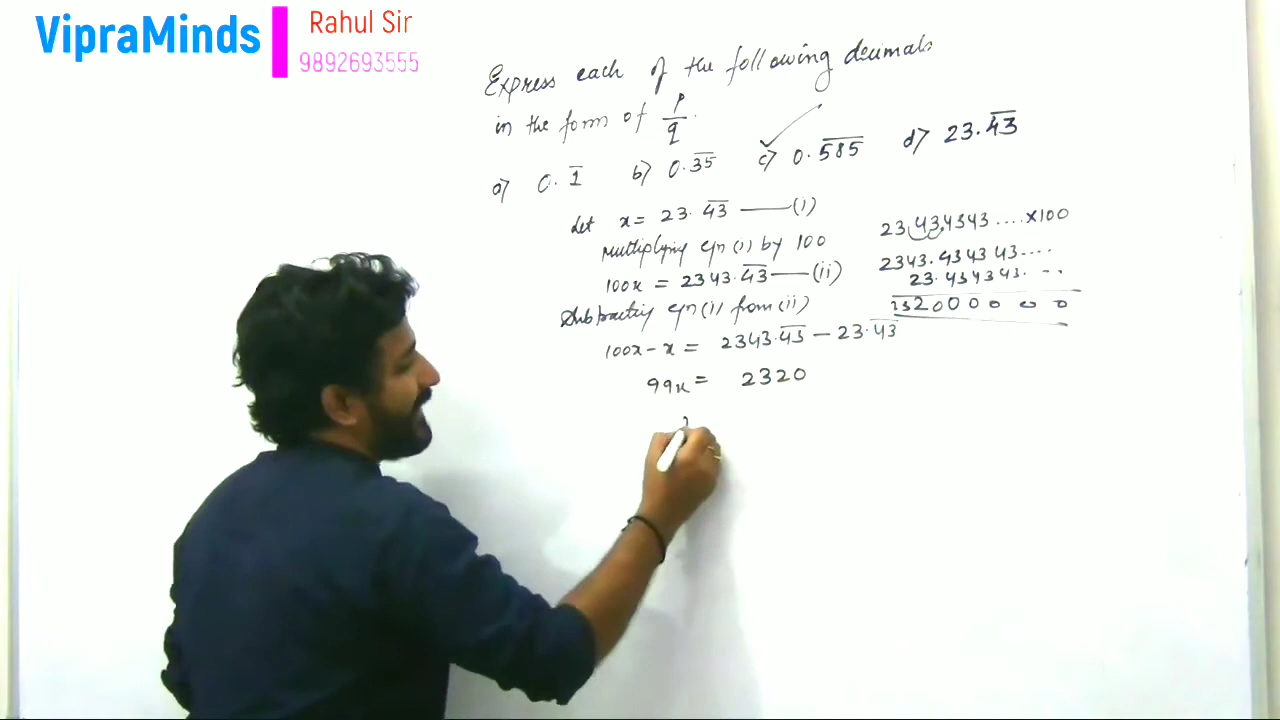 VipraMinds
Rahul Sir
9892693555
Express each of the following decimals
in the form of p/q.
a) 0.1̅ b) 0.3̅5̅ c) 0.5̅8̅5̅ d) 23.4̅3̅
Let x = 23.4̅3̅ —— (i)
Multiplying eqn (i) by 100
100x = 2343.4̅3̅ —— (ii)
Subtracting eqn (i) from (ii)
100x - x = 2343.4̅3̅ - 23.4̅3̅
99x = 2320
23.434343....x100
2343.434343....
23.434343...
2320000000